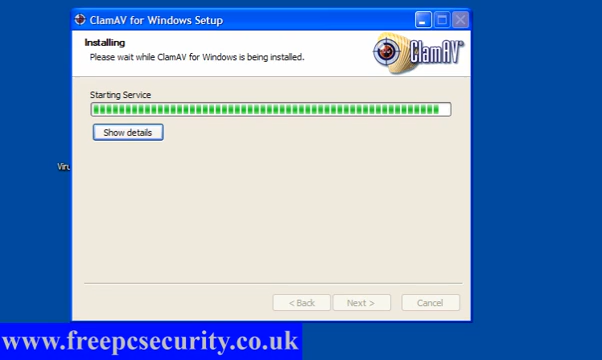 ClamAV for Windows Setup
Installing
Please wait while ClamAV for Windows is being installed.
ClamAV
Starting Service
Show details
< Back Next > Cancel
www.freepcsecurity.co.uk